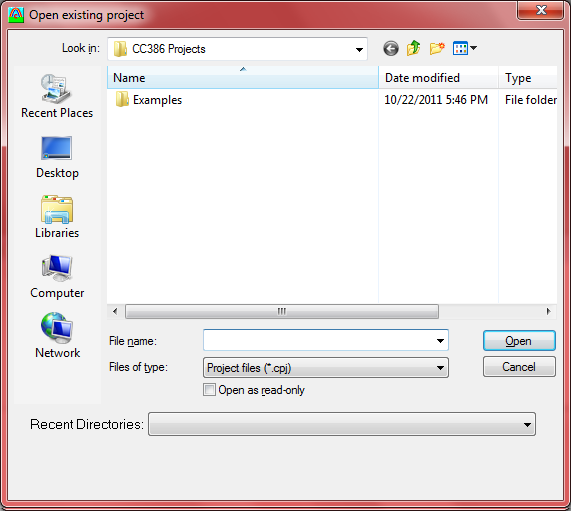 Open existing project
Look in: CC386 Projects
Name Date modified Type
Examples 10/22/2011 5:46 PM File folder
Recent Places
Desktop
Libraries
Computer
Network
File name: Open
Files of type: Project files (*.cpj) Cancel
Open as read-only
Recent Directories: